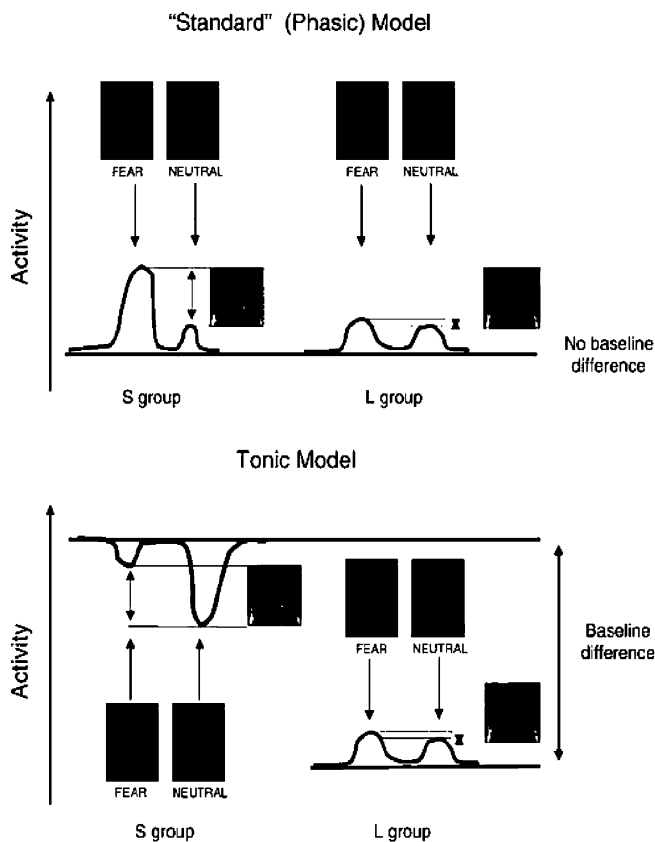 "Standard" (Phasic) Model
Activity
FEAR NEUTRAL
FEAR NEUTRAL
No baseline
difference
S group
L group
Tonic Model
Activity
FEAR NEUTRAL
Baseline
difference
FEAR NEUTRAL
S group
L group